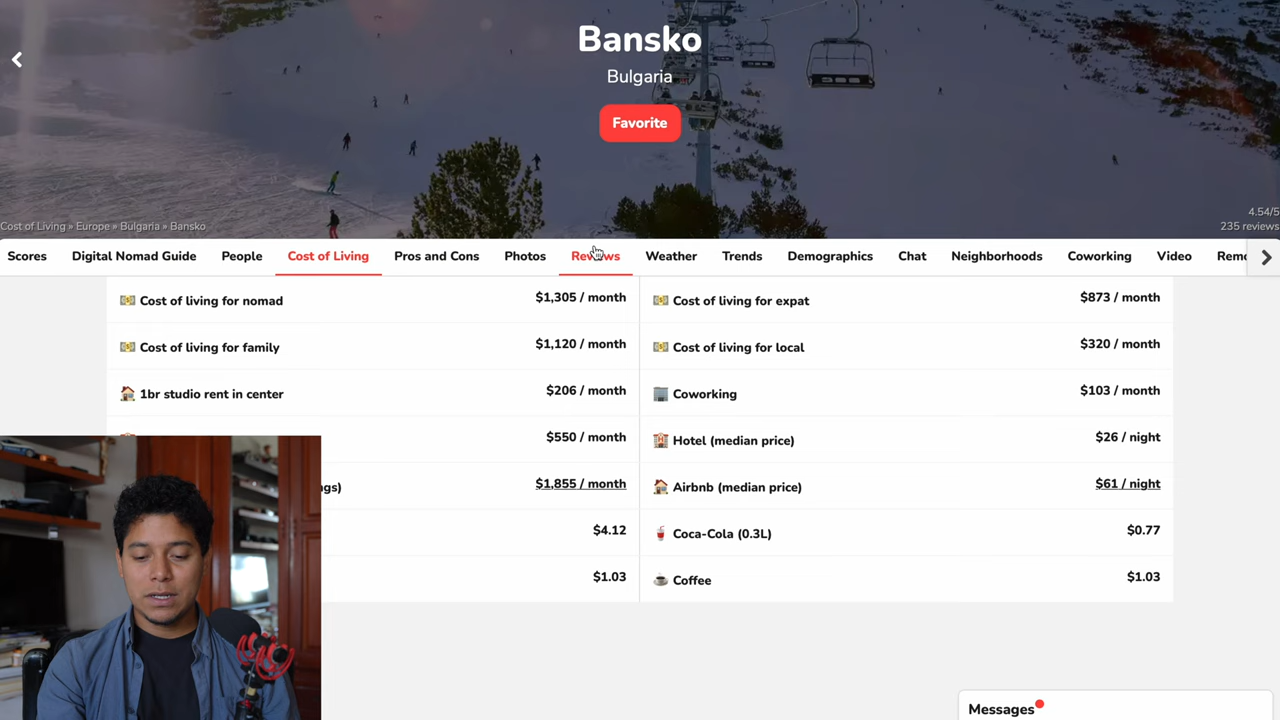 Bansko
Bulgaria
Favorite
4.54/5
Cost of Living » Europe » Bulgaria » Bansko
235 reviews
Scores Digital Nomad Guide People Cost of Living Pros and Cons Photos Reviews Weather Trends Demographics Chat Neighborhoods Coworking Video Remo
Cost of living for nomad $1,305 / month Cost of living for expat $873 / month
Cost of living for family $1,120 / month Cost of living for local $320 / month
1br studio rent in center $206 / month Coworking $103 / month
$550 / month Hotel (median price) $26 / night
ngs) $1,855 / month Airbnb (median price) $61 / night
$4.12 Coca-Cola (0.3L) $0.77
$1.03 Coffee $1.03
Messages